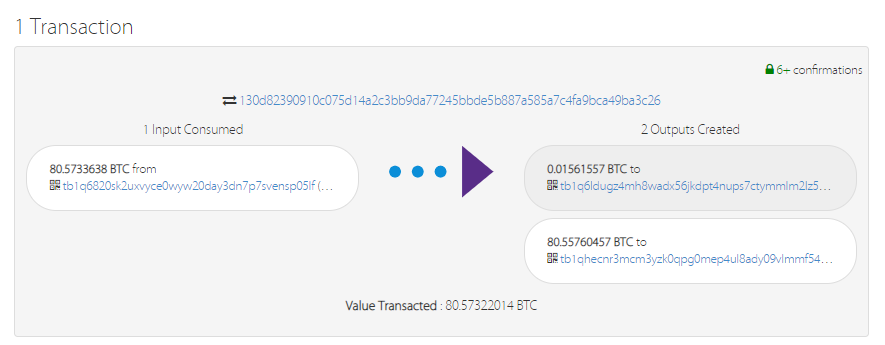 1 Transaction
6+ confirmations
130d82390910c075d14a2c3bb9da77245bbde5b887a585a7c4fa9bca49ba3c26
1 Input Consumed
2 Outputs Created
80.5733638 BTC from
tb1q6820sk2uxvyce0wyw20day3dn7p7svensp05lf (...
0.01561557 BTC to
tb1q6ldugz4mh8wadx56jkdpt4nups7ctymmlm2lz5...
80.55760457 BTC to
tb1qhecnr3mcm3yzk0qpg0mep4ul8ady09vlmmf54...
Value Transacted : 80.57322014 BTC